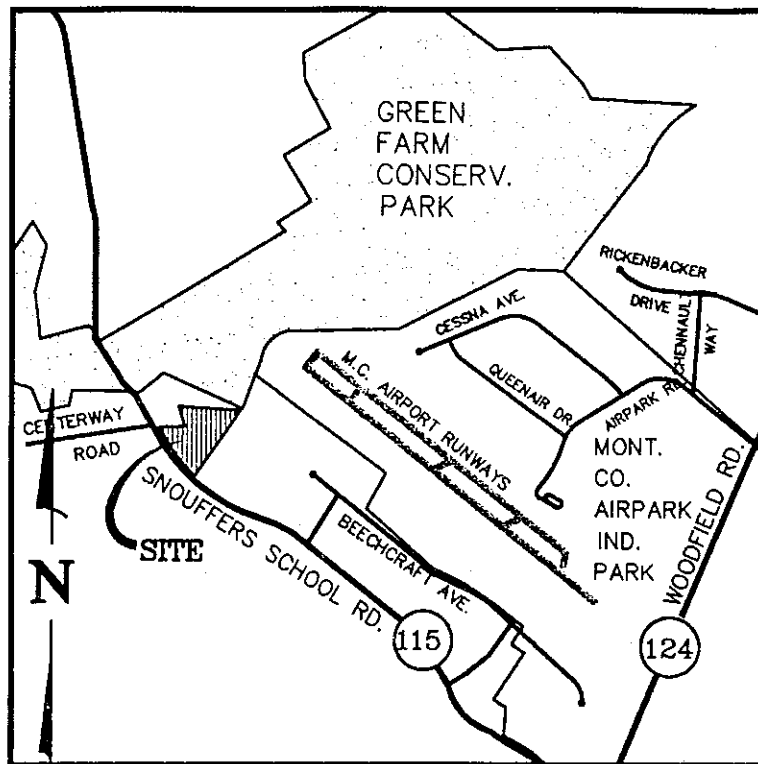 GREEN
FARM
CONSERV.
PARK
RICKENBACKER
DRIVE
CHENNAULT
WAY
CESSNA AVE.
QUEENAIR DR.
M.C. AIRPORT RUNWAYS
AIRPARK RD.
CENTERWAY
ROAD
MONT.
CO.
AIRPARK
IND.
PARK
WOODFIELD RD.
SNOUFFERS SCHOOL RD.
SITE
BEECHCRAFT AVE.
N
115
124